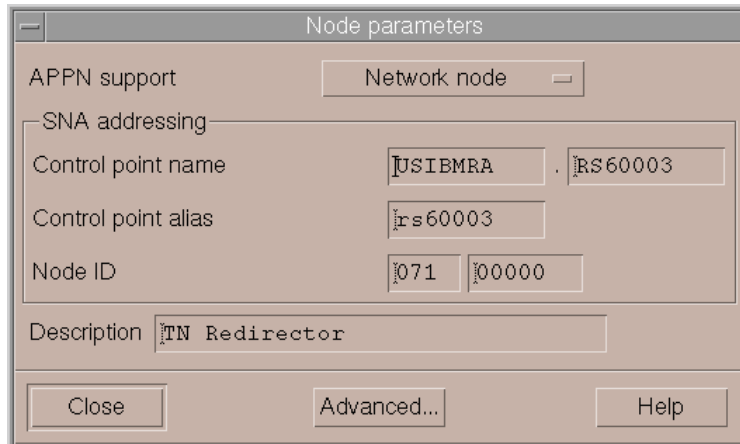 Node parameters
APPN support Network node
SNA addressing
Control point name USIBMRA . RS60003
Control point alias rs60003
Node ID 071 00000
Description TN Redirector
Close Advanced... Help